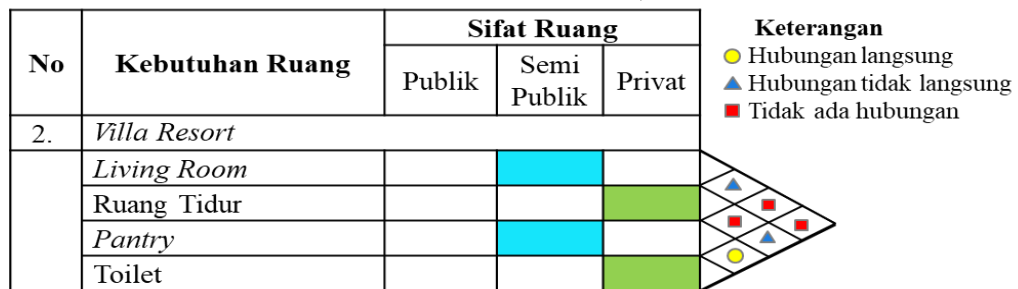 No
Kebutuhan Ruang
Sifat Ruang
Publik
Semi
Publik
Privat
Keterangan
Hubungan langsung
Hubungan tidak langsung
Tidak ada hubungan
2.
Villa Resort
Living Room
Ruang Tidur
Pantry
Toilet